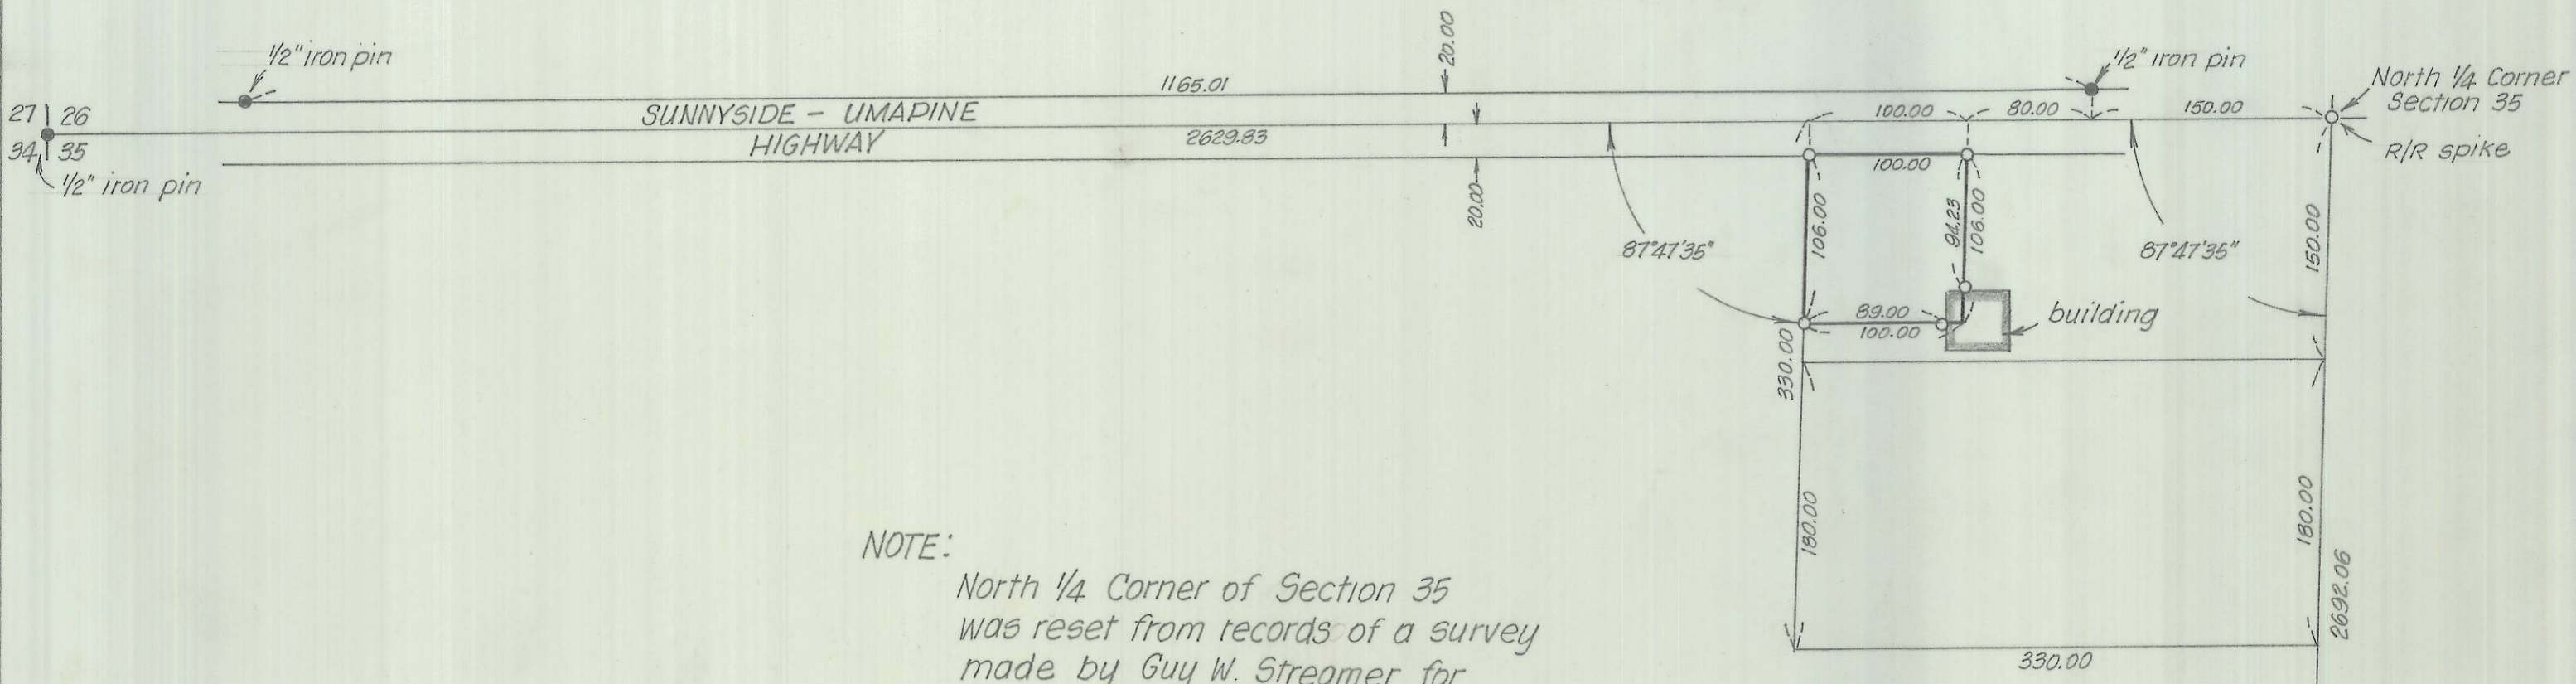 1/2" iron pin
27 26
34 35
1/2" iron pin
1165.01
SUNNYSIDE - UMAPINE
HIGHWAY
2629.83
20.00
20.00
1/2" iron pin
100.00
80.00
150.00
North 1/4 Corner
Section 35
R/R spike
100.00
106.00
94.23
106.00
87°47'35"
87°47'35"
150.00
89.00
100.00
building
330.00
180.00
180.00
2692.06
330.00
NOTE:
North 1/4 Corner of Section 35
was reset from records of a survey
made by Guy W. Streamer for